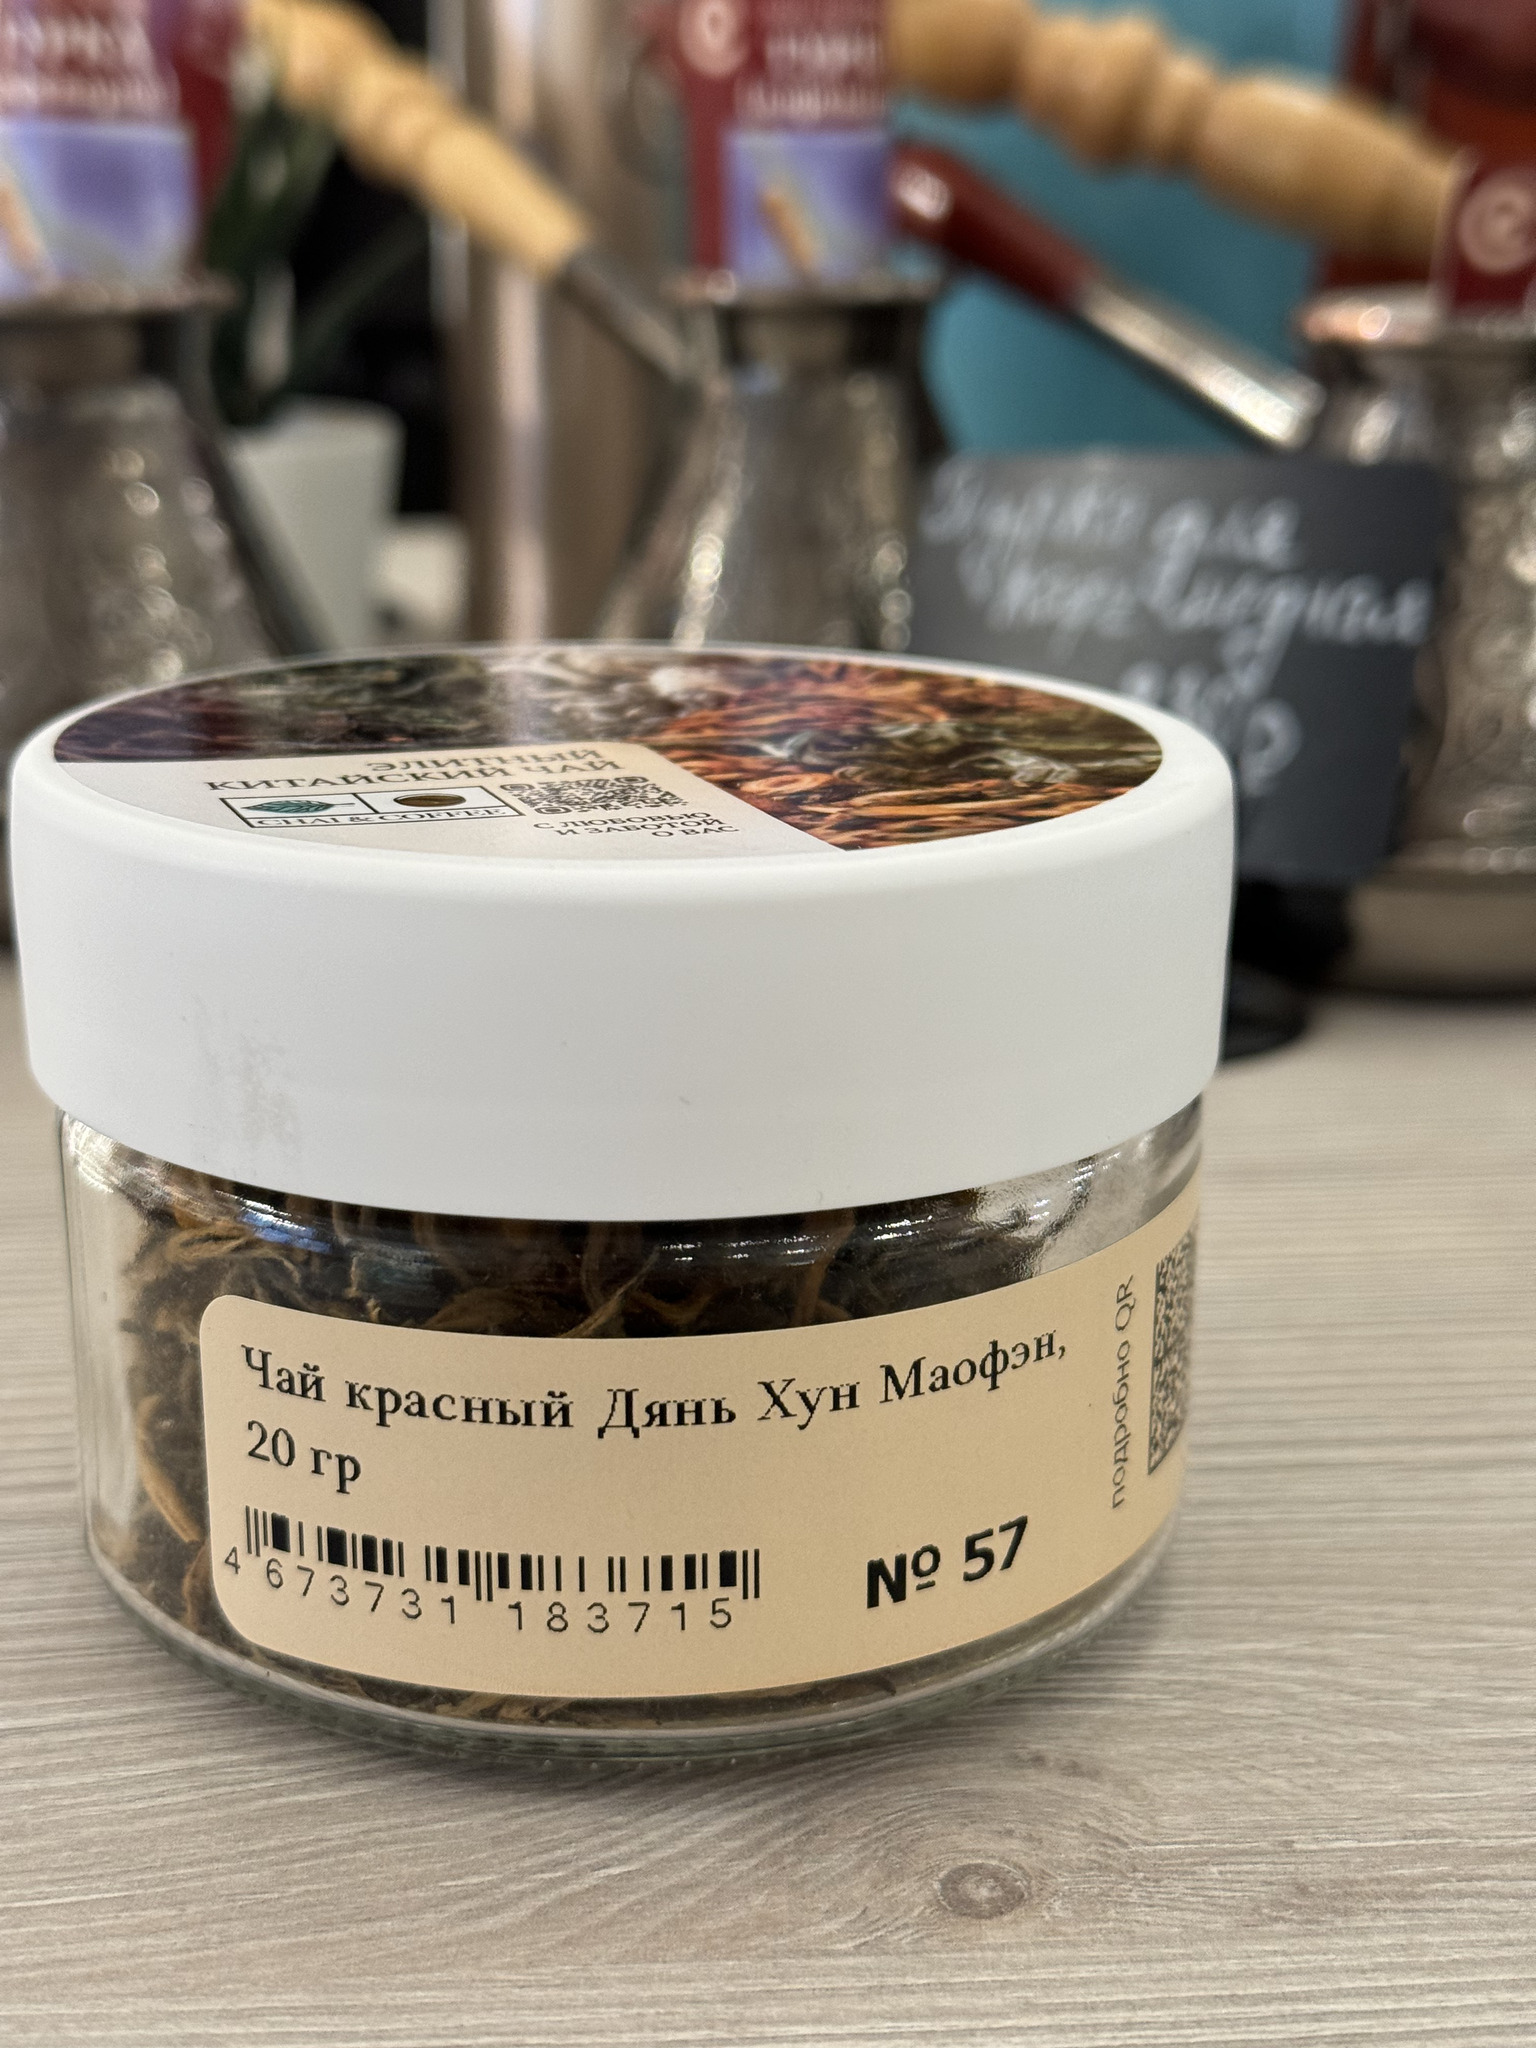 ЭЛИТНЫЙ
КИТАЙСКИЙ ЧАЙ
CHAI & COFFEE
С ЛЮБОВЬЮ
И ЗАБОТОЙ
О ВАС
Чай красный Дянь Хун Маофэн,
20 гр
4 673731 183715
№ 57
подробно QR